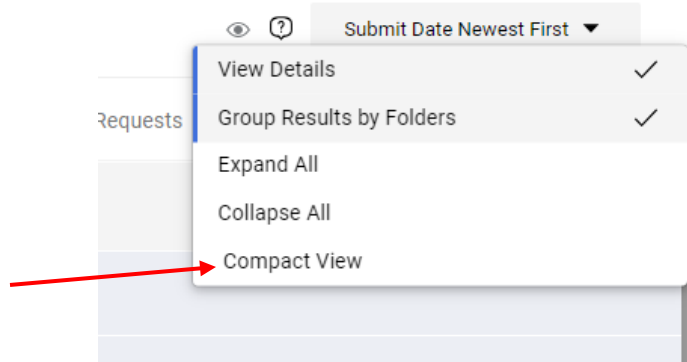 Submit Date Newest First
View Details
Requests
Group Results by Folders
Expand All
Collapse All
Compact View